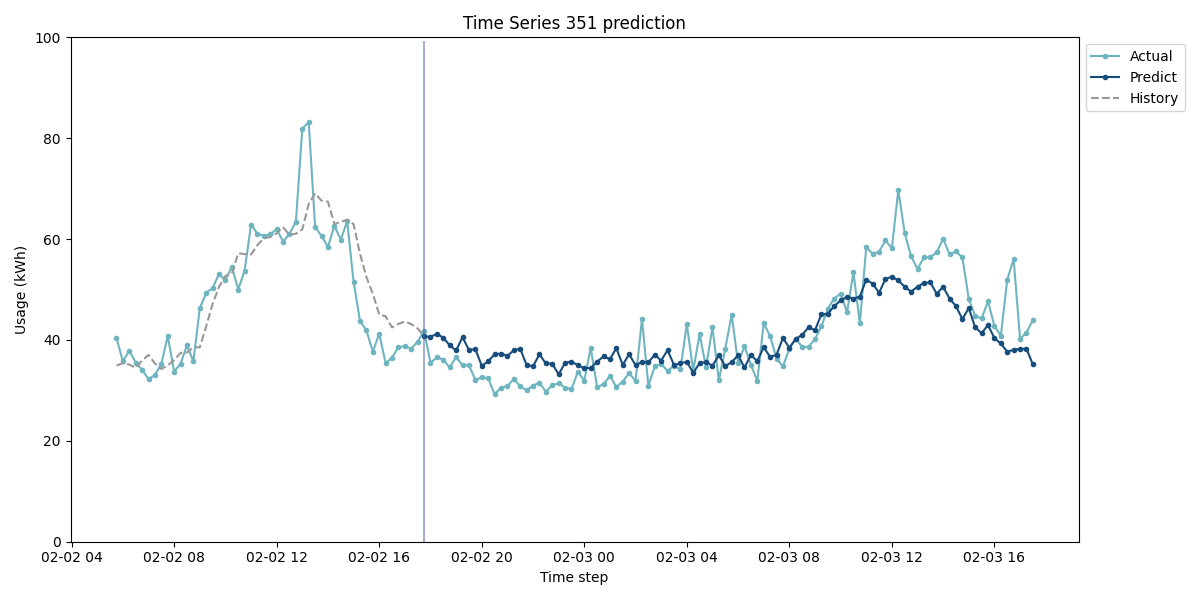 Time Series 351 prediction
100
80
60
40
20
0
Usage (kWh)
02-02 04
02-02 08
02-02 12
02-02 16
02-02 20
02-03 00
02-03 04
02-03 08
02-03 12
02-03 16
Time step
Actual
Predict
History